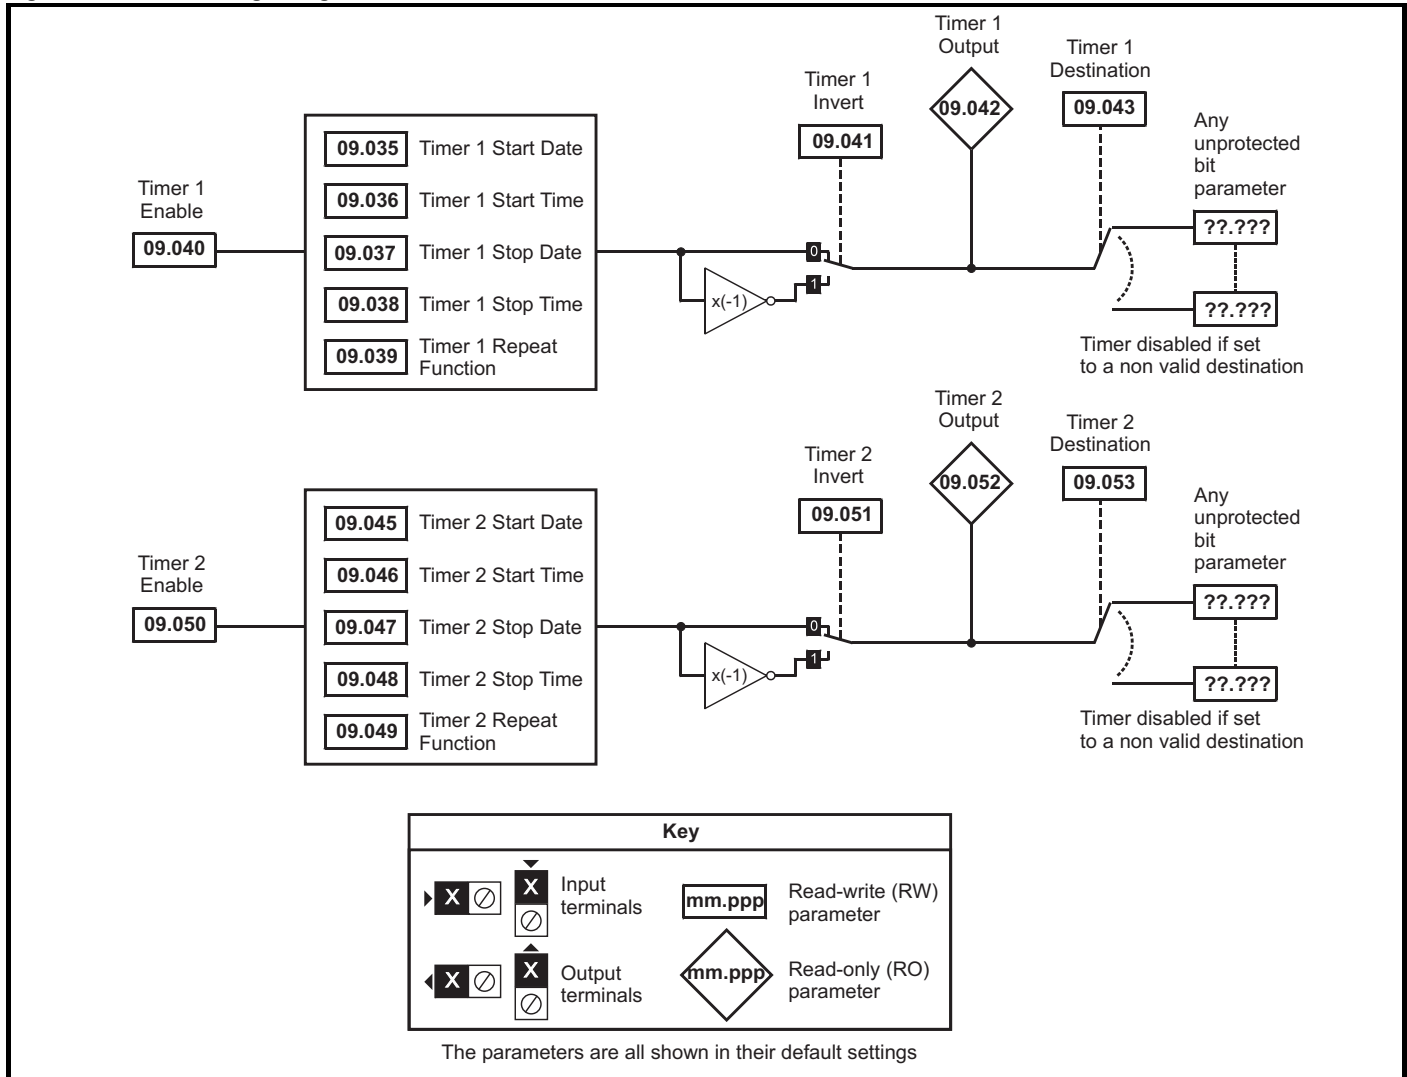 Timer 1
Output
Timer 1
Destination
Timer 1
Invert
09.042
09.043
Any
unprotected
bit
parameter
09.041
09.035 Timer 1 Start Date
Timer 1
Enable
09.036 Timer 1 Start Time
09.040
09.037 Timer 1 Stop Date
0
1
x(-1)
??.???
09.038 Timer 1 Stop Time
??.???
09.039 Timer 1 Repeat
Function
Timer disabled if set
to a non valid destination
Timer 2
Output
Timer 2
Destination
Timer 2
Invert
09.052
09.053
Any
unprotected
bit
parameter
09.051
09.045 Timer 2 Start Date
Timer 2
Enable
09.046 Timer 2 Start Time
09.050
09.047 Timer 2 Stop Date
0
1
x(-1)
??.???
09.048 Timer 2 Stop Time
??.???
09.049 Timer 2 Repeat
Function
Timer disabled if set
to a non valid destination
Key
X
X
Input
terminals
mm.ppp
Read-write (RW)
parameter
X
X
Output
terminals
mm.ppp
Read-only (RO)
parameter
The parameters are all shown in their default settings